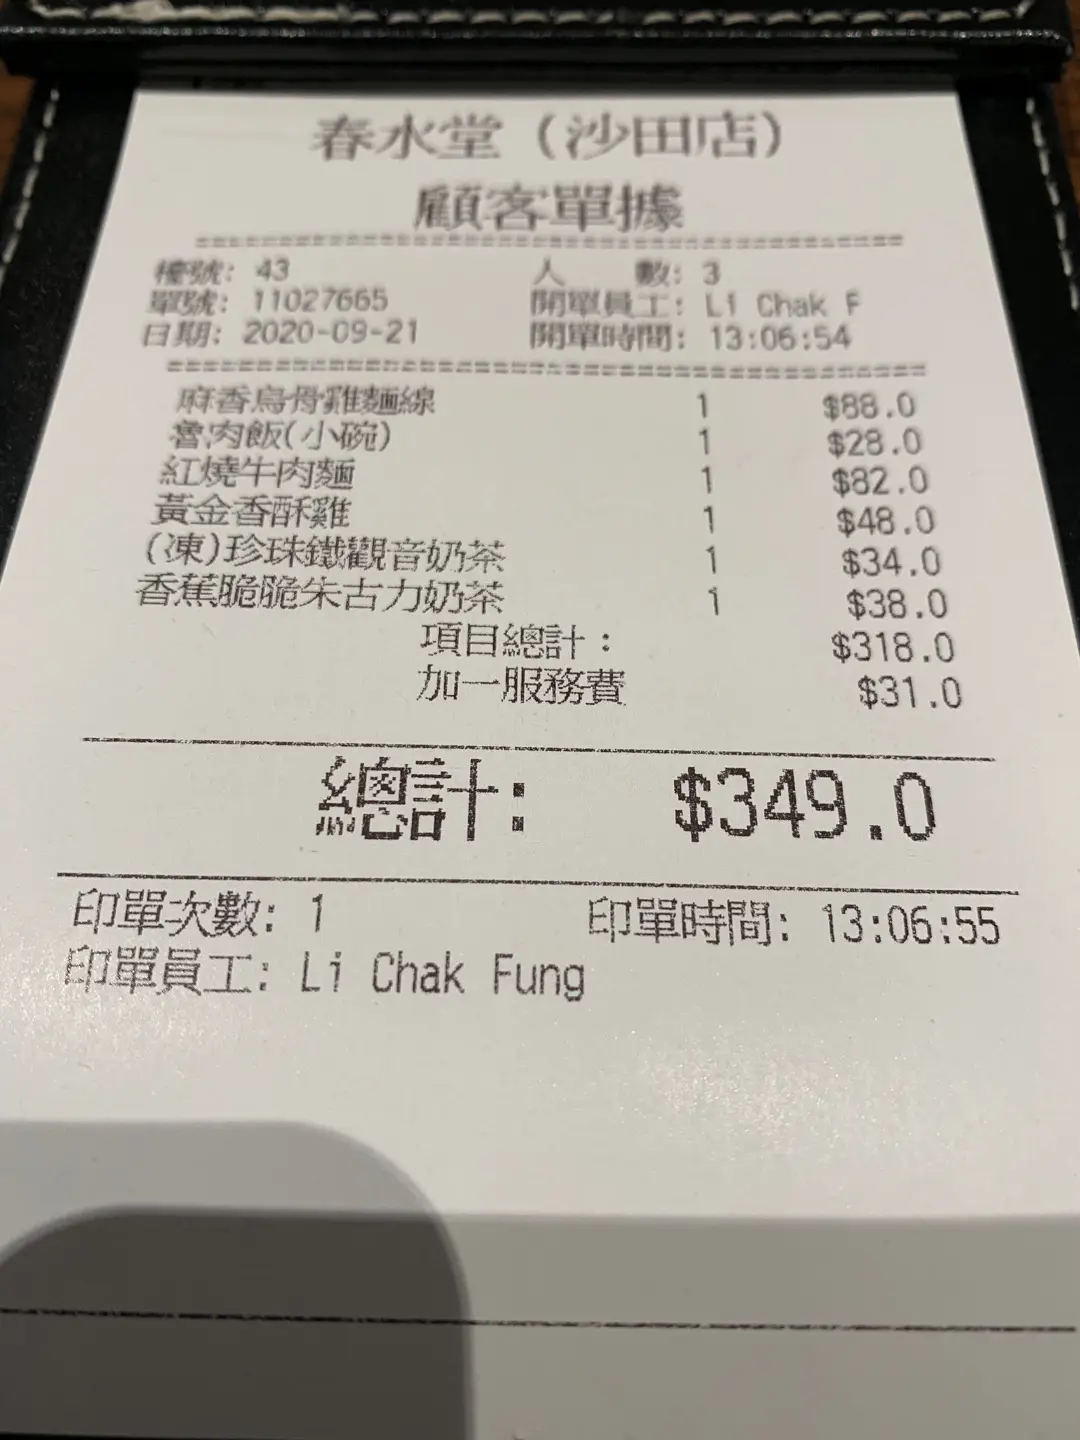 春水堂（沙田店）
顧客單據
檯號: 43 人 數: 3
單號: 11027665 開單員工: Li Chak F
日期: 2020-09-21 開單時間: 13:06:54
麻香烏骨雞麵線 1 $88.0
魯肉飯(小碗) 1 $28.0
紅燒牛肉麵 1 $82.0
黃金香酥雞 1 $48.0
(凍)珍珠鐵觀音奶茶 1 $34.0
香蕉脆脆朱古力奶茶 1 $38.0
項目總計: $318.0
加一服務費 $31.0
總計: $349.0
印單次數: 1 印單時間: 13:06:55
印單員工: Li Chak Fung